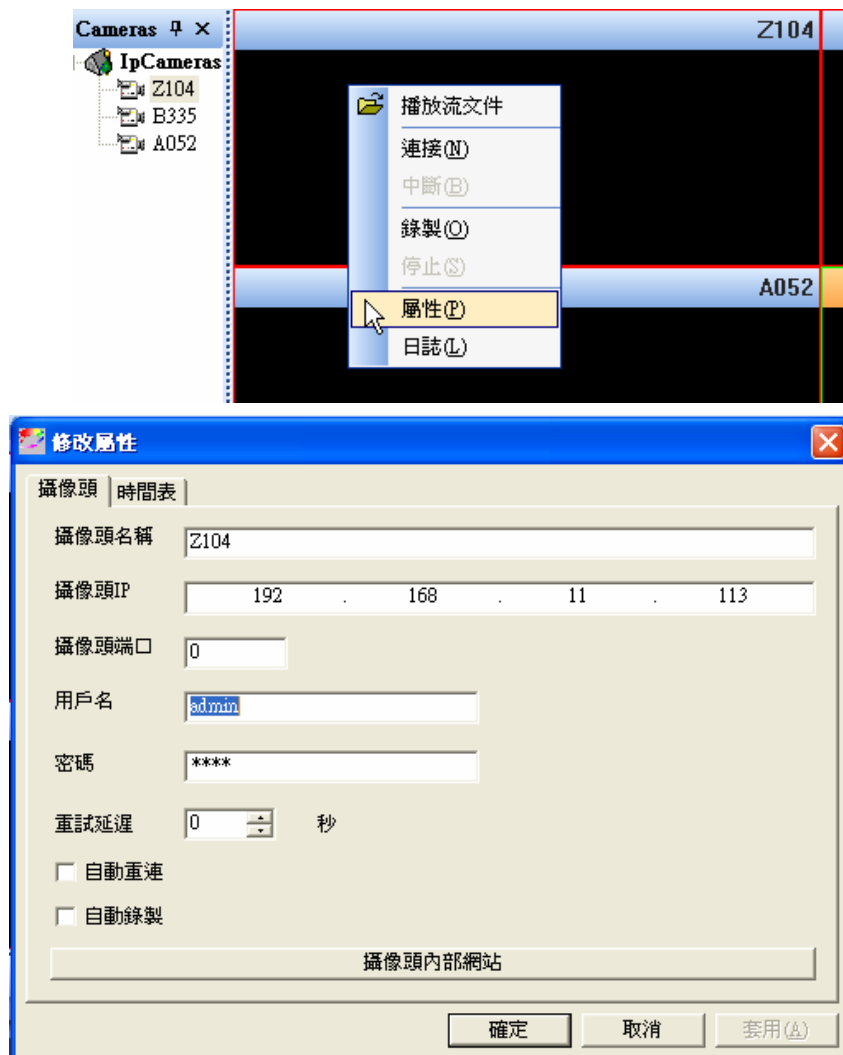 Cameras
Z104
IpCameras
Z104
B335
A052
播放流文件
連接(N)
中斷(B)
錄製(O)
停止(S)
A052
屬性(P)
日誌(L)
修改屬性
攝像頭 時間表
攝像頭名稱 Z104
攝像頭IP 192 . 168 . 11 . 113
攝像頭端口 0
用戶名 admin
密碼 ****
重試延遲 0 秒
自動重連
自動錄製
攝像頭內部網站
確定 取消 套用(A)